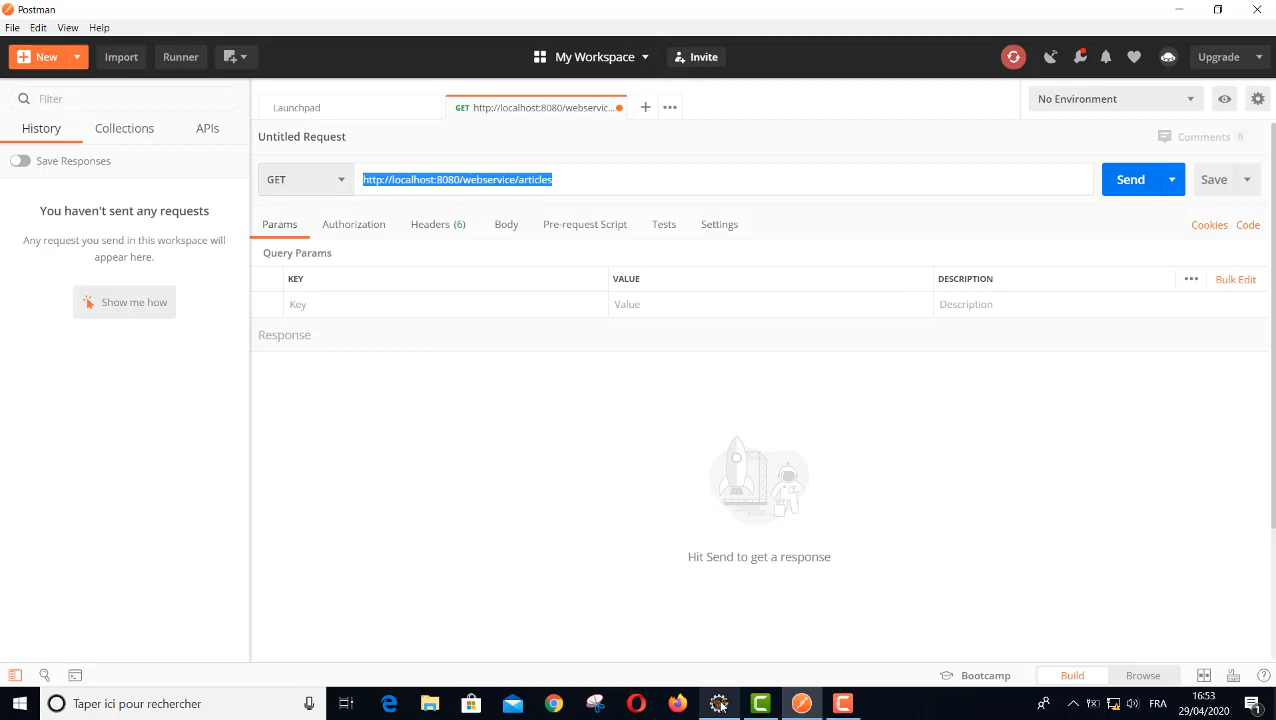 Postman
File Edit View Help
New Import Runner My Workspace Invite Upgrade
Filter
Launchpad GET http://localhost:8080/webservic... No Environment
History Collections APIs
Untitled Request Comments 0
Save Responses
GET http://localhost:8080/webservice/articles Send Save
You haven't sent any requests
Any request you send in this workspace will
appear here.
Show me how
Params Authorization Headers (6) Body Pre-request Script Tests Settings Cookies Code
Query Params
KEY VALUE DESCRIPTION Bulk Edit
Key Value Description
Response
Hit Send to get a response
Bootcamp Build Browse
Taper ici pour rechercher
FRA
16:53
29/04/2020
1